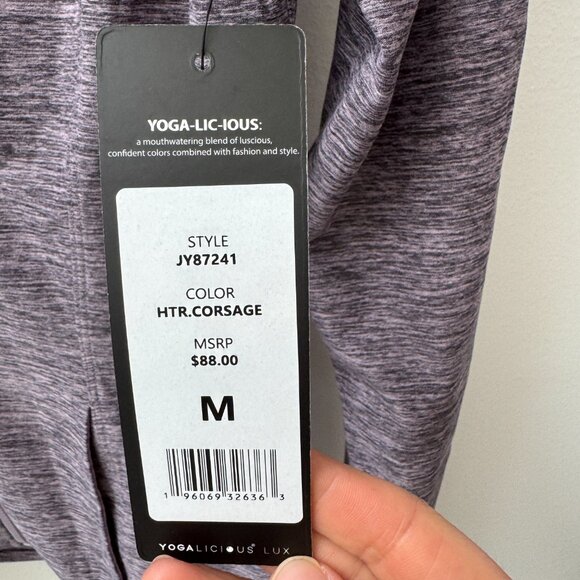 YOGA-LIC-IOUS:
a mouthwatering blend of luscious,
confident colors combined with fashion and style.
STYLE
JY87241
COLOR
HTR.CORSAGE
MSRP
$88.00
M
1 96069 32636 3
YOGALICIOUS® LUX